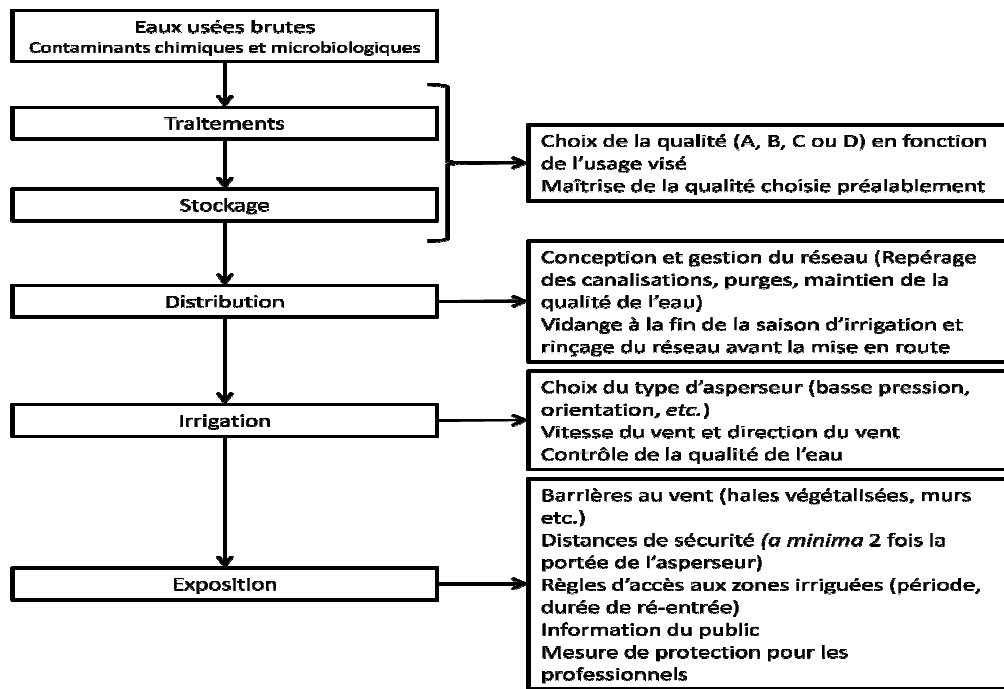 Eaux usées brutes
Contaminants chimiques et microbiologiques
Traitements
Stockage
Choix de la qualité (A, B, C ou D) en fonction
de l'usage visé
Maîtrise de la qualité choisie préalablement
Distribution
Conception et gestion du réseau (Repérage
des canalisations, purges, maintien de la
qualité de l'eau)
Vidange à la fin de la saison d'irrigation et
rinçage du réseau avant la mise en route
Irrigation
Choix du type d'asperseur (basse pression,
orientation, etc.)
Vitesse du vent et direction du vent
Contrôle de la qualité de l'eau
Exposition
Barrières au vent (haies végétalisées, murs
etc.)
Distances de sécurité (a minima 2 fois la
portée de l'asperseur)
Règles d'accès aux zones irriguées (période,
durée de ré-entrée)
Information du public
Mesure de protection pour les
professionnels